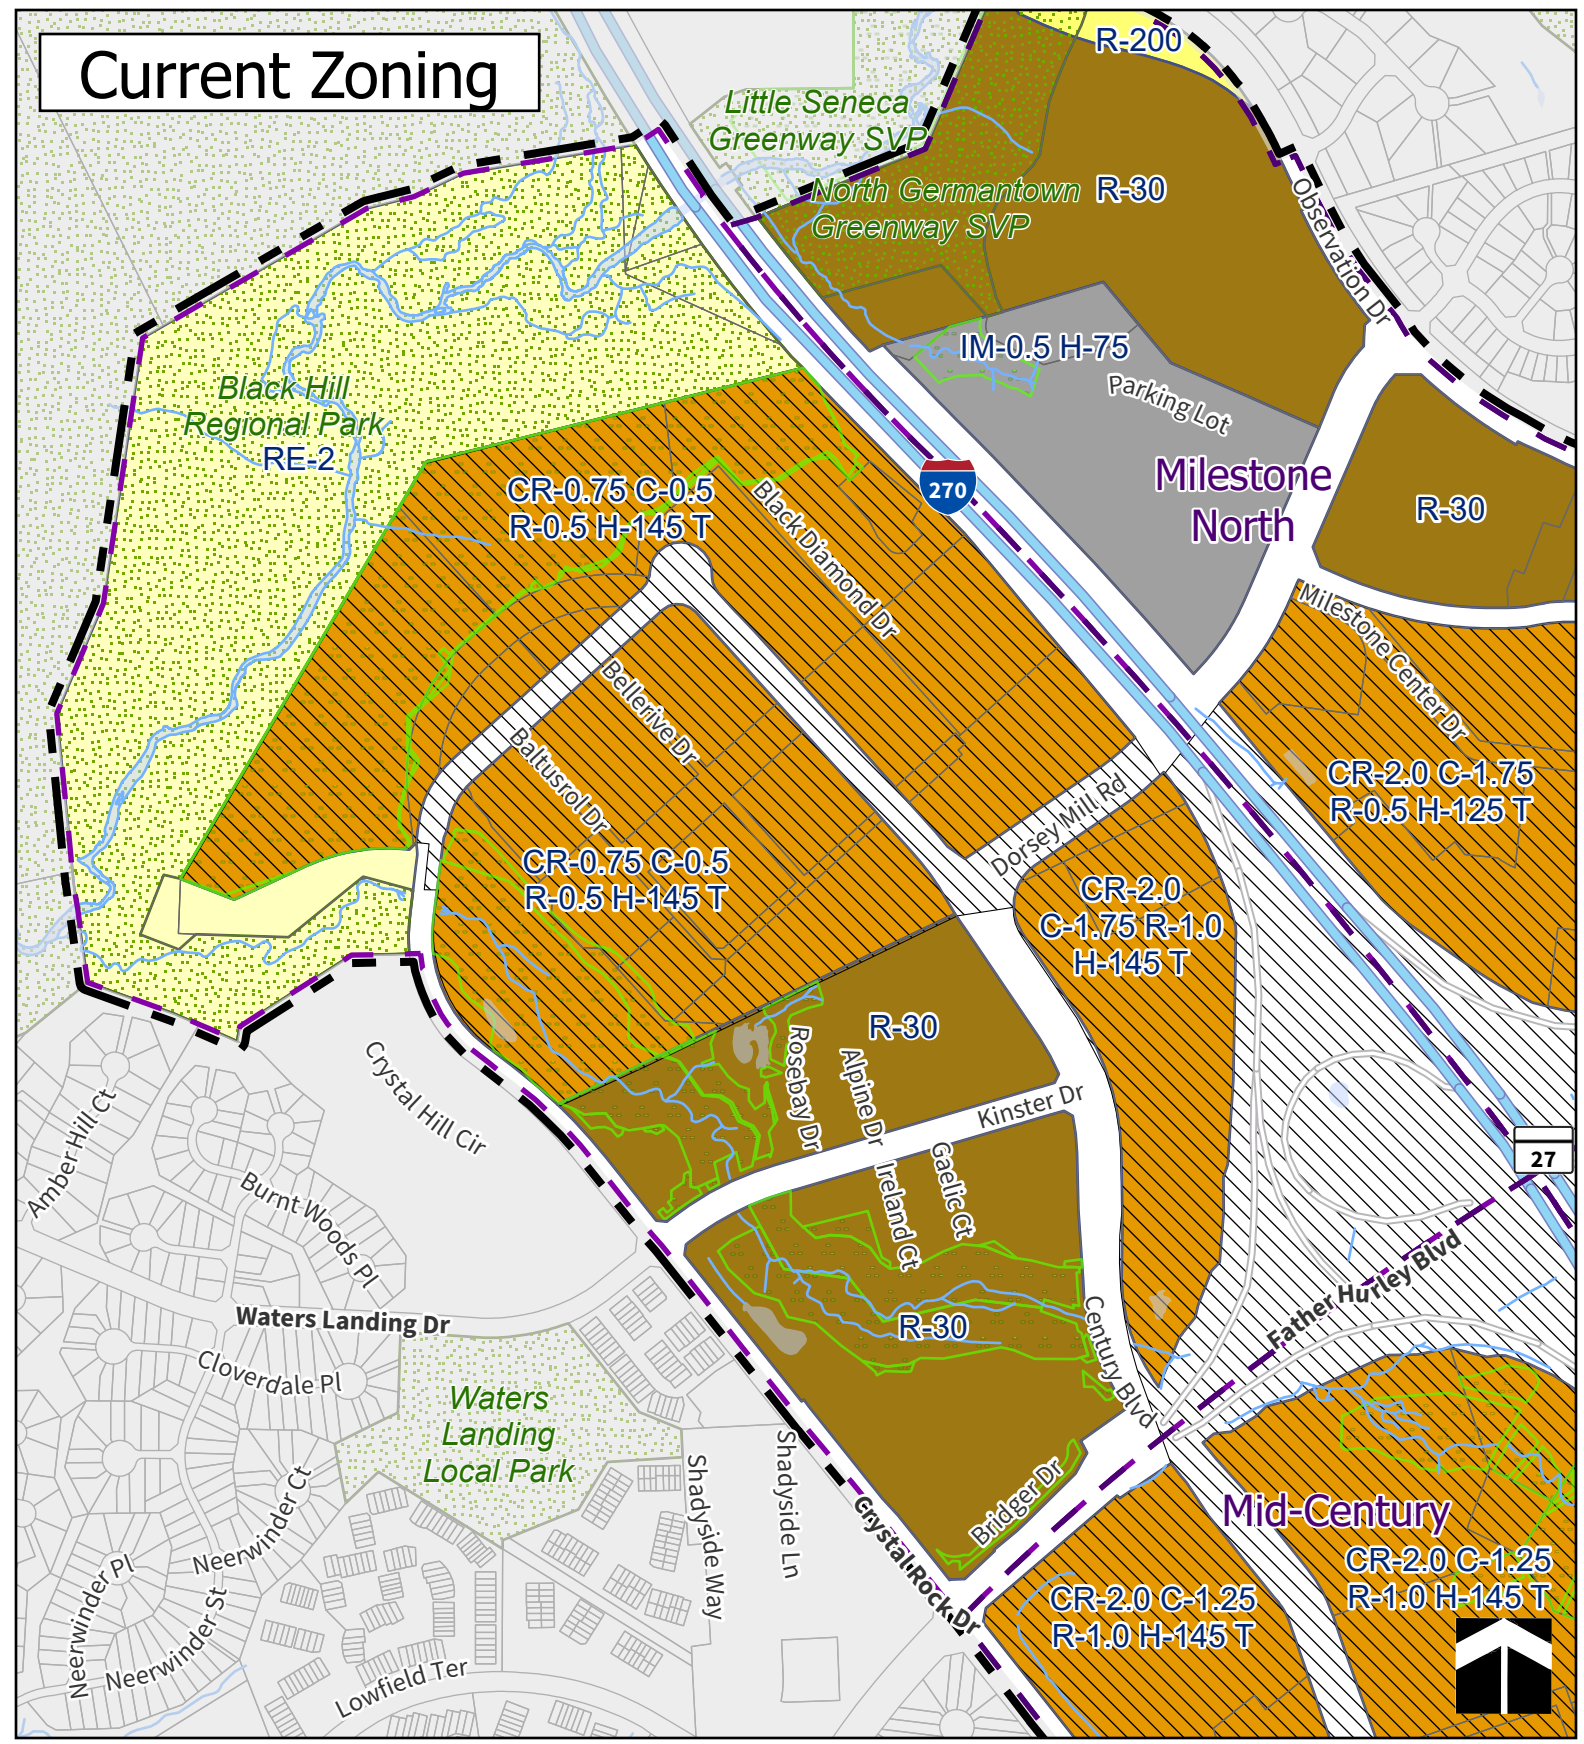 Current Zoning
R-200
Little Seneca
Greenway SVP
North Germantown
Greenway SVP
R-30
Observation Dr
IM-0.5 H-75
Parking Lot
Black Hill
Regional Park
RE-2
Milestone
North
270
R-30
CR-0.75 C-0.5
R-0.5 H-145 T
Black Diamond Dr
Milestone Center Dr
Bellerive Dr
Baltusrol Dr
CR-2.0 C-1.75
R-0.5 H-125 T
Dorsey Mill Rd
CR-0.75 C-0.5
R-0.5 H-145 T
CR-2.0
C-1.75 R-1.0
H-145 T
R-30
Rosebay Dr
Alpine Dr
Kinster Dr
Crystal Hill Cir
Amber Hill Ct
27
Gaelic Ct
Ireland Ct
Burnt Woods Pl
Father Hurley Blvd
Waters Landing Dr
R-30
Century Blvd
Cloverdale Pl
Waters
Landing
Local Park
Shadyside Way
Shadyside Ln
Neerwinder Ct
Bridger Dr
Crystal Rock Dr
Mid-Century
CR-2.0 C-1.25
R-1.0 H-145 T
CR-2.0 C-1.25
R-1.0 H-145 T
Neerwinder Pl
Neerwinder St
Lowfield Ter